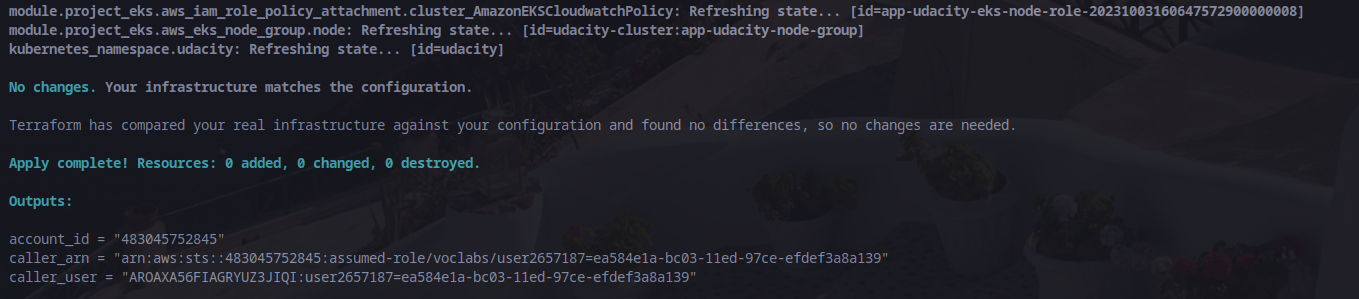 module.project_eks.aws_iam_role_policy_attachment.cluster_AmazonEKSCloudwatchPolicy: Refreshing state... [id=app-udacity-eks-node-role-20231003160647572900000008]
module.project_eks.aws_eks_node_group.node: Refreshing state... [id=udacity-cluster:app-udacity-node-group]
kubernetes_namespace.udacity: Refreshing state... [id=udacity]
No changes. Your infrastructure matches the configuration.
Terraform has compared your real infrastructure against your configuration and found no differences, so no changes are needed.
Apply complete! Resources: 0 added, 0 changed, 0 destroyed.
Outputs:
account_id = "483045752845"
caller_arn = "arn:aws:sts::483045752845:assumed-role/voclabs/user2657187=ea584e1a-bc03-11ed-97ce-efdef3a8a139"
caller_user = "AROAXA56FIAGRYUZ3JIQI:user2657187=ea584e1a-bc03-11ed-97ce-efdef3a8a139"